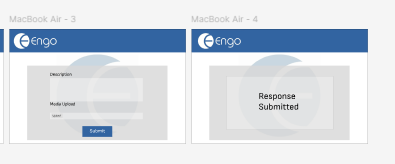 MacBook Air - 3
MacBook Air - 4
engo
engo
Description
Media Upload
Submit
Response
Submitted